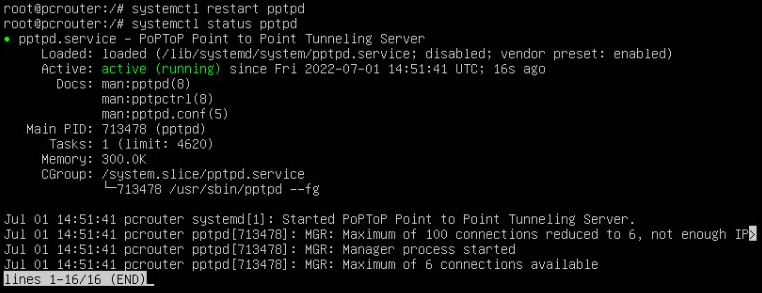 root@pcrouter:/# systemctl restart pptpd
root@pcrouter:/# systemctl status pptpd
● pptpd.service – PoPToP Point to Point Tunneling Server
Loaded: loaded (/lib/systemd/system/pptpd.service; disabled; vendor preset: enabled)
Active: active (running) since Fri 2022-07-01 14:51:41 UTC; 16s ago
Docs: man:pptpd(8)
man:pptpctrl(8)
man:pptpd.conf(5)
Main PID: 713478 (pptpd)
Tasks: 1 (limit: 4620)
Memory: 300.0K
CGroup: /system.slice/pptpd.service
└─713478 /usr/sbin/pptpd --fg
Jul 01 14:51:41 pcrouter systemd[1]: Started PoPToP Point to Point Tunneling Server.
Jul 01 14:51:41 pcrouter pptpd[713478]: MGR: Maximum of 100 connections reduced to 6, not enough IP>
Jul 01 14:51:41 pcrouter pptpd[713478]: MGR: Manager process started
Jul 01 14:51:41 pcrouter pptpd[713478]: MGR: Maximum of 6 connections available
lines 1-16/16 (END)